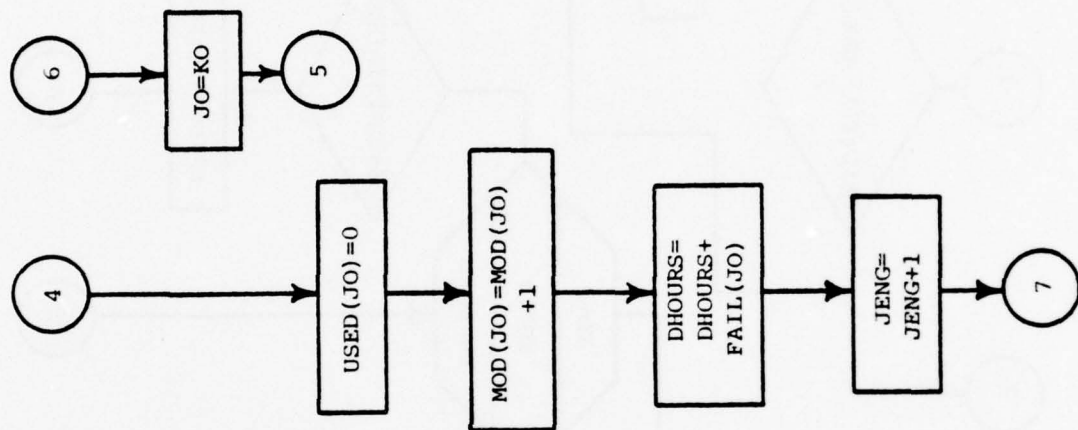 4
USED(JO)=0
MOD(JO)=MOD(JO)
+1
DHOURS=
DHOURS+
FAIL(JO)
JENG=
JENG+1
7
6
JO=KO
5